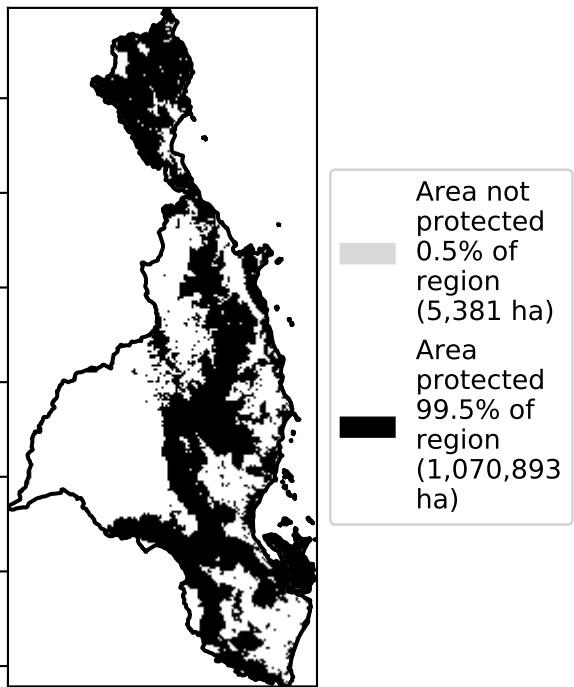 Area not
protected
0.5% of
region
(5,381 ha)
Area
protected
99.5% of
region
(1,070,893
ha)